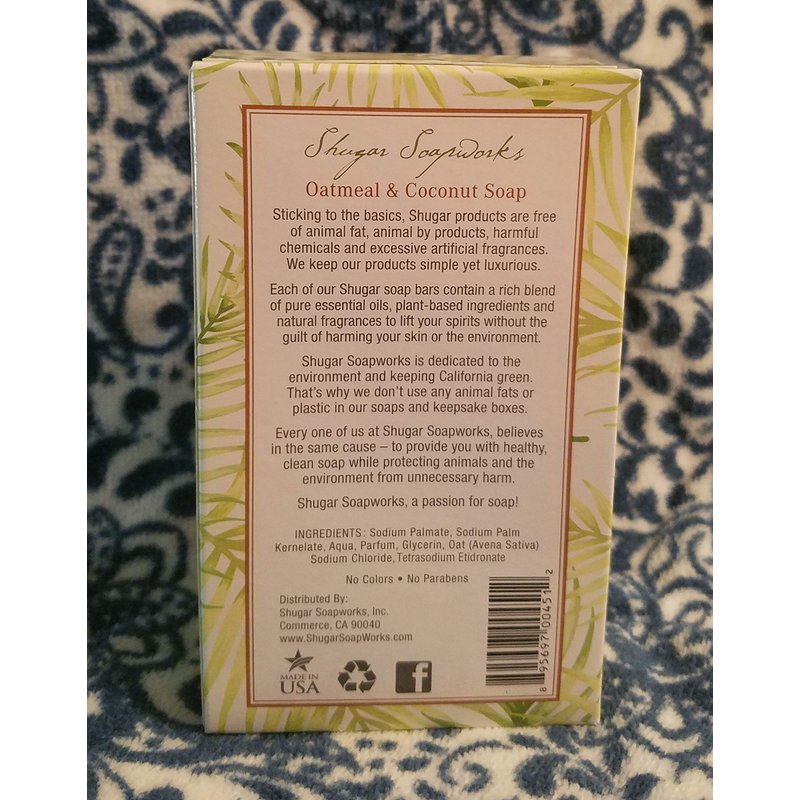 Shugar Soapworks
Oatmeal & Coconut Soap
Sticking to the basics, Shugar products are free
of animal fat, animal by products, harmful
chemicals and excessive artificial fragrances.
We keep our products simple yet luxurious.
Each of our Shugar soap bars contain a rich blend
of pure essential oils, plant-based ingredients and
natural fragrances to lift your spirits without the
guilt of harming your skin or the environment.
Shugar Soapworks is dedicated to the
environment and keeping California green.
That's why we don't use any animal fats or
plastic in our soaps and keepsake boxes.
Every one of us at Shugar Soapworks, believes
in the same cause – to provide you with healthy,
clean soap while protecting animals and the
environment from unnecessary harm.
Shugar Soapworks, a passion for soap!
INGREDIENTS: Sodium Palmate, Sodium Palm
Kernelate, Aqua, Parfum, Glycerin, Oat (Avena Sativa)
Sodium Chloride, Tetrasodium Etidronate
No Colors • No Parabens
Distributed By:
Shugar Soapworks, Inc.
Commerce, CA 90040
www.ShugarSoapWorks.com
MADE IN
USA
f
8 95697 00451 2